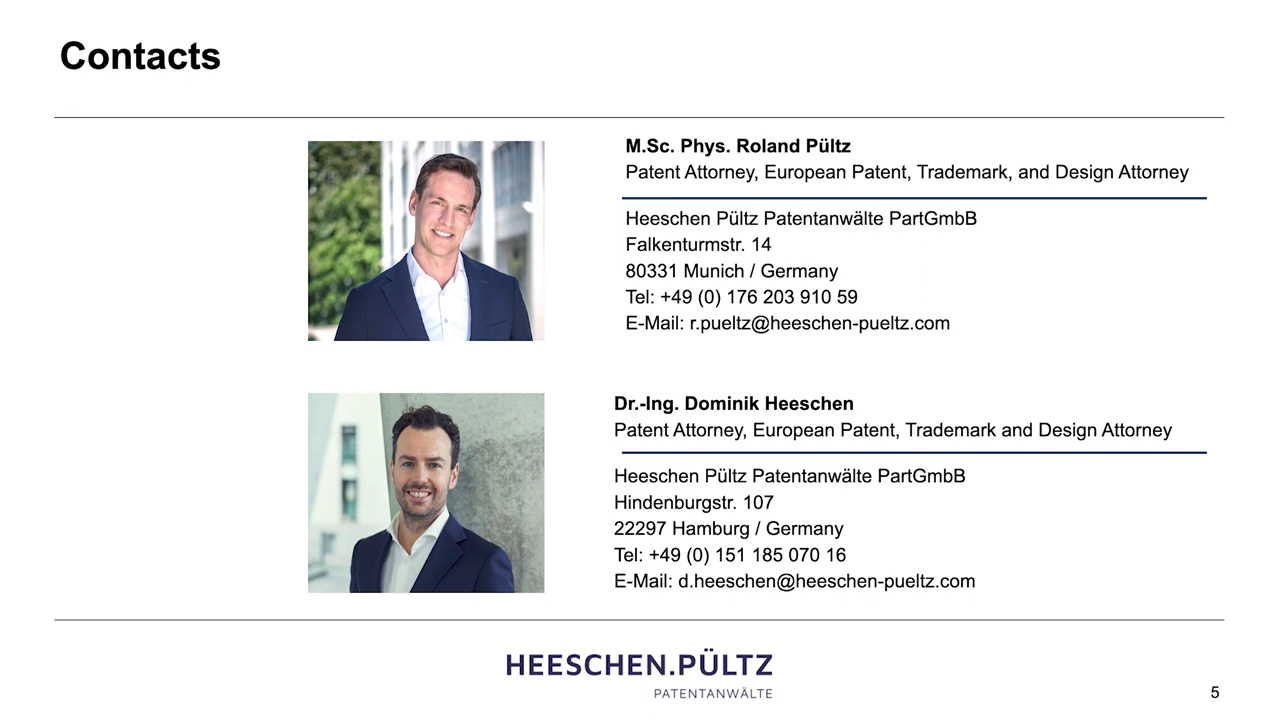 Contacts
M.Sc. Phys. Roland Pültz
Patent Attorney, European Patent, Trademark, and Design Attorney
Heeschen Pültz Patentanwälte PartGmbB
Falkenturmstr. 14
80331 Munich / Germany
Tel: +49 (0) 176 203 910 59
E-Mail: r.pueltz@heeschen-pueltz.com
Dr.-Ing. Dominik Heeschen
Patent Attorney, European Patent, Trademark and Design Attorney
Heeschen Pültz Patentanwälte PartGmbB
Hindenburgstr. 107
22297 Hamburg / Germany
Tel: +49 (0) 151 185 070 16
E-Mail: d.heeschen@heeschen-pueltz.com
HEESCHEN.PÜLTZ
PATENTANWÄLTE
5